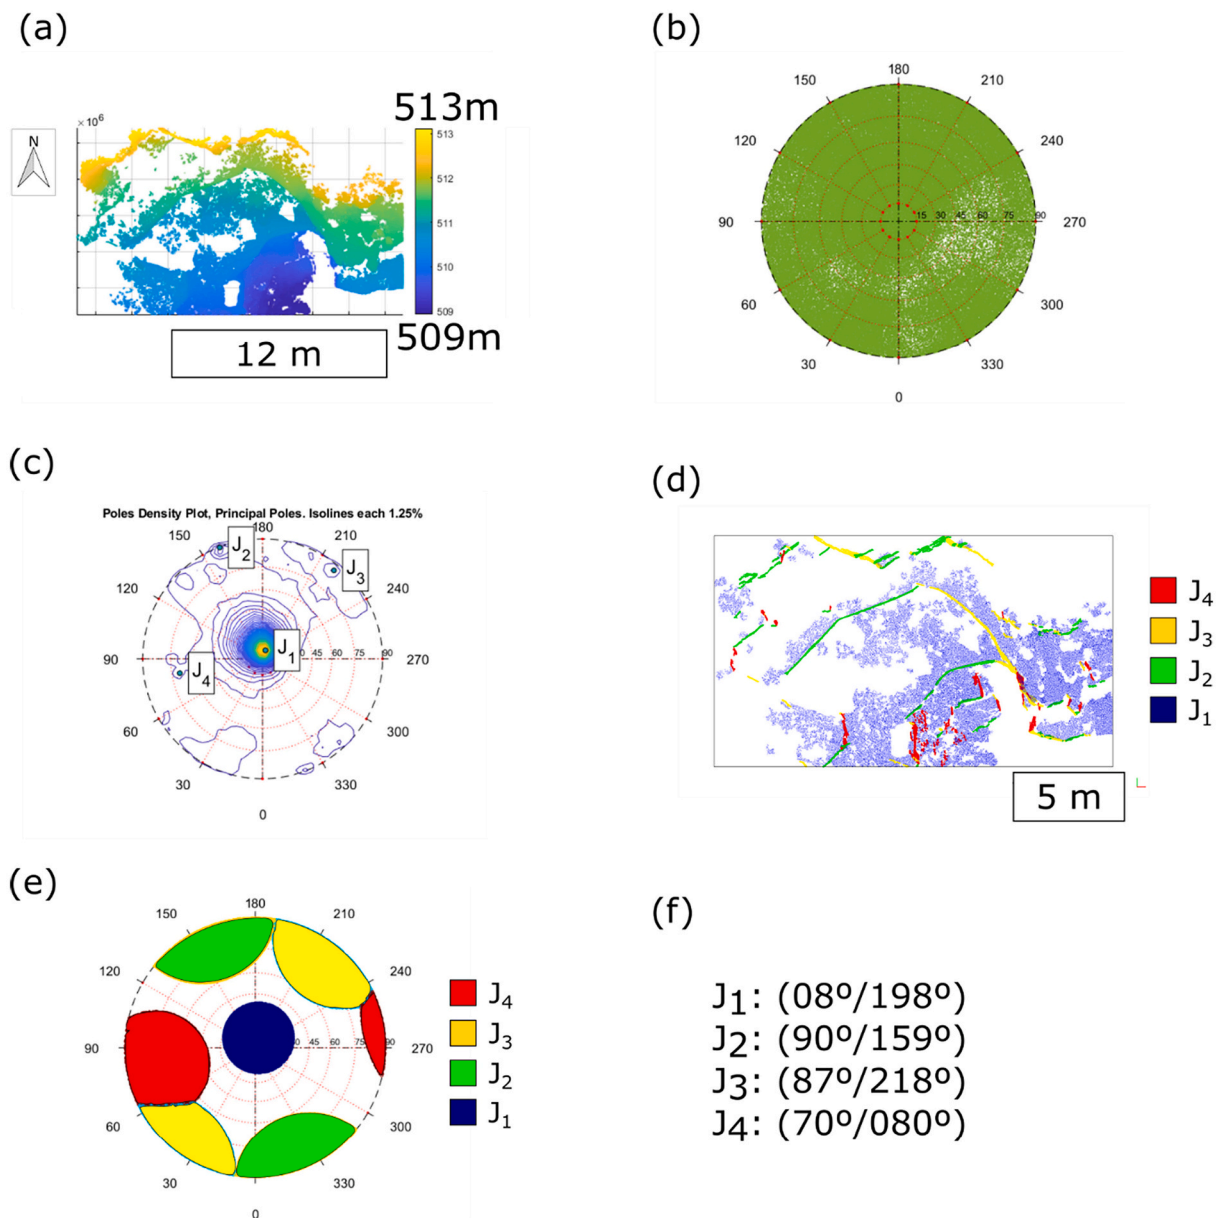 (a)
(b)
N
× 10⁶
513m
513
512
511
510
509
509m
12 m
180
150
210
120
240
90
15 30 45 60 75 90
270
60
300
30
330
0
(c)
(d)
Poles Density Plot, Principal Poles. Isolines each 1.25%
180
150
210
J2
J3
120
240
J1
90
45 60 75 90
270
J4
60
300
30
330
0
J4
J3
J2
J1
5 m
(e)
(f)
180
150
210
120
240
90
45 60 75 90
270
60
300
30
330
0
J4
J3
J2
J1
J1: (08º/198º)
J2: (90º/159º)
J3: (87º/218º)
J4: (70º/080º)